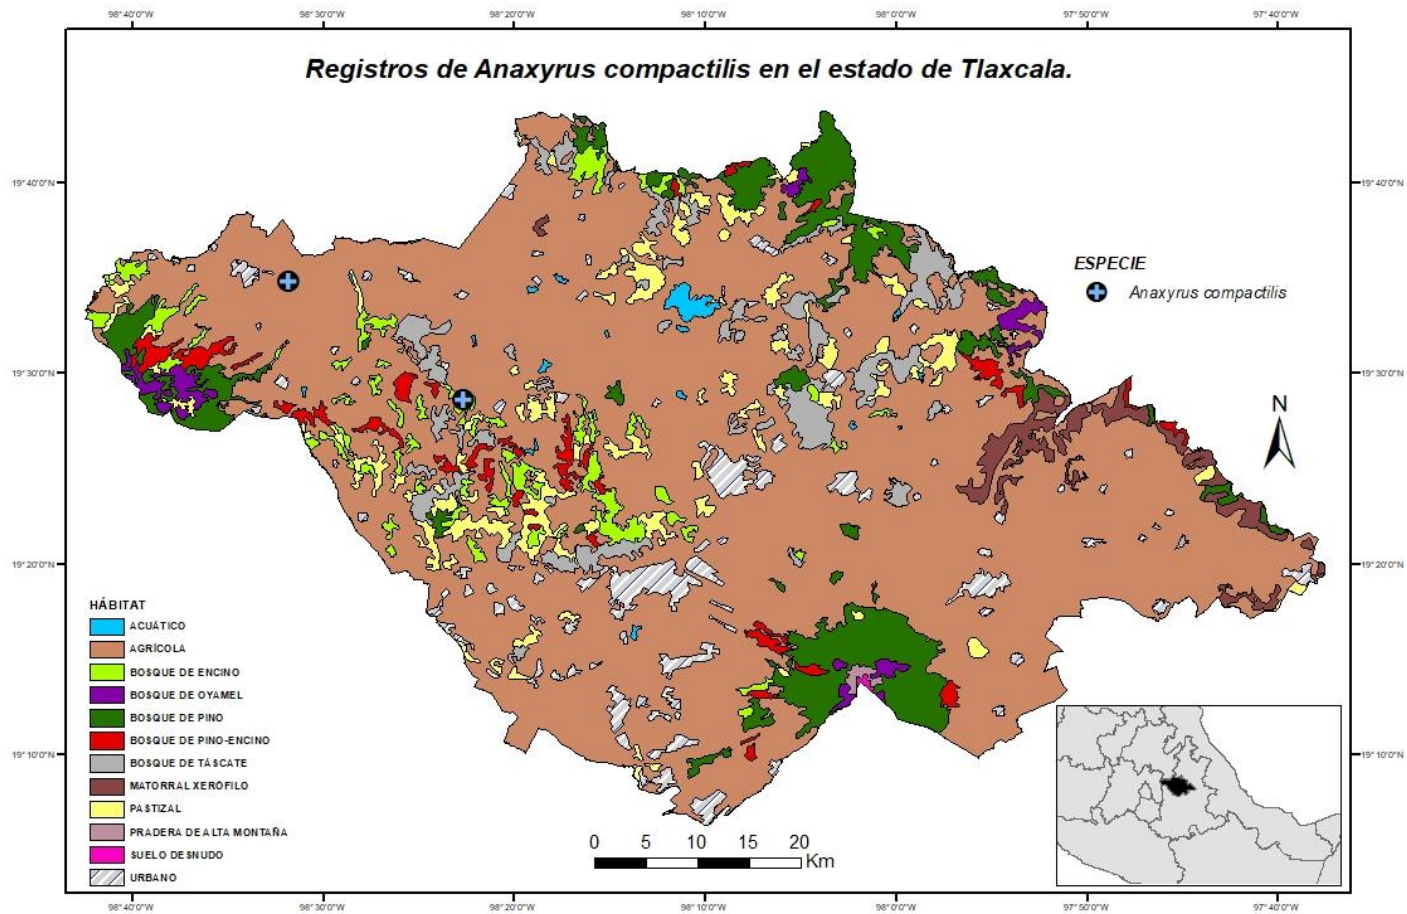 98°40'0"W 98°30'0"W 98°20'0"W 98°10'0"W 98°0'0"W 97°50'0"W 97°40'0"W
Registros de Anaxyrus compactilis en el estado de Tlaxcala.
19°40'0"N 19°40'0"N
ESPECIE
Anaxyrus compactilis
19°30'0"N 19°30'0"N
N
19°20'0"N 19°20'0"N
HÁBITAT
ACUÁTICO
AGRÍCOLA
BOSQUE DE ENCINO
BOSQUE DE OYAMEL
BOSQUE DE PINO
BOSQUE DE PINO-ENCINO
19°10'0"N 19°10'0"N
BOSQUE DE TÁSCATE
MATORRAL XERÓFILO
PASTIZAL
PRADERA DE ALTA MONTAÑA
SUELO DESNUDO
URBANO
0 5 10 15 20
Km
98°40'0"W 98°30'0"W 98°20'0"W 98°10'0"W 98°0'0"W 97°50'0"W 97°40'0"W